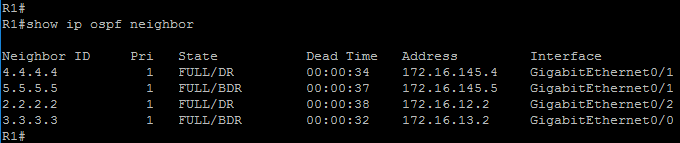 R1#
R1#show ip ospf neighbor
Neighbor ID     Pri   State           Dead Time   Address         Interface
4.4.4.4           1   FULL/DR         00:00:34    172.16.145.4    GigabitEthernet0/1
5.5.5.5           1   FULL/BDR        00:00:37    172.16.145.5    GigabitEthernet0/1
2.2.2.2           1   FULL/DR         00:00:38    172.16.12.2     GigabitEthernet0/2
3.3.3.3           1   FULL/BDR        00:00:32    172.16.13.2     GigabitEthernet0/0
R1#